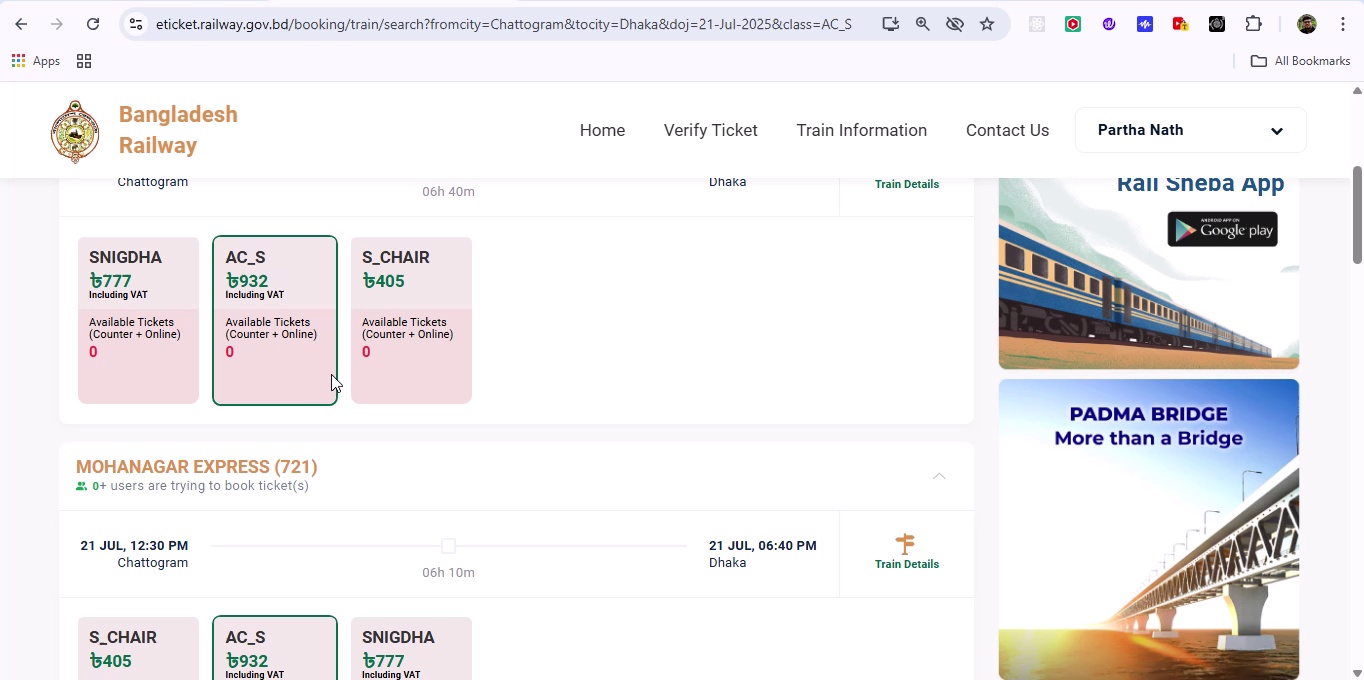 eticket.railway.gov.bd/booking/train/search?fromcity=Chattogram&tocity=Dhaka&doj=21-Jul-2025&class=AC_S
Apps
All Bookmarks
Bangladesh
Railway
Home
Verify Ticket
Train Information
Contact Us
Partha Nath
Chattogram
06h 40m
Dhaka
Train Details
SNIGDHA
৳777
Including VAT
Available Tickets
(Counter + Online)
0
AC_S
৳932
Including VAT
Available Tickets
(Counter + Online)
0
S_CHAIR
৳405
Available Tickets
(Counter + Online)
0
MOHANAGAR EXPRESS (721)
0+ users are trying to book ticket(s)
21 JUL, 12:30 PM
Chattogram
06h 10m
21 JUL, 06:40 PM
Dhaka
Train Details
S_CHAIR
৳405
AC_S
৳932
Including VAT
SNIGDHA
৳777
Including VAT
Rail Sheba App
ANDROID APP ON
Google play
PADMA BRIDGE
More than a Bridge